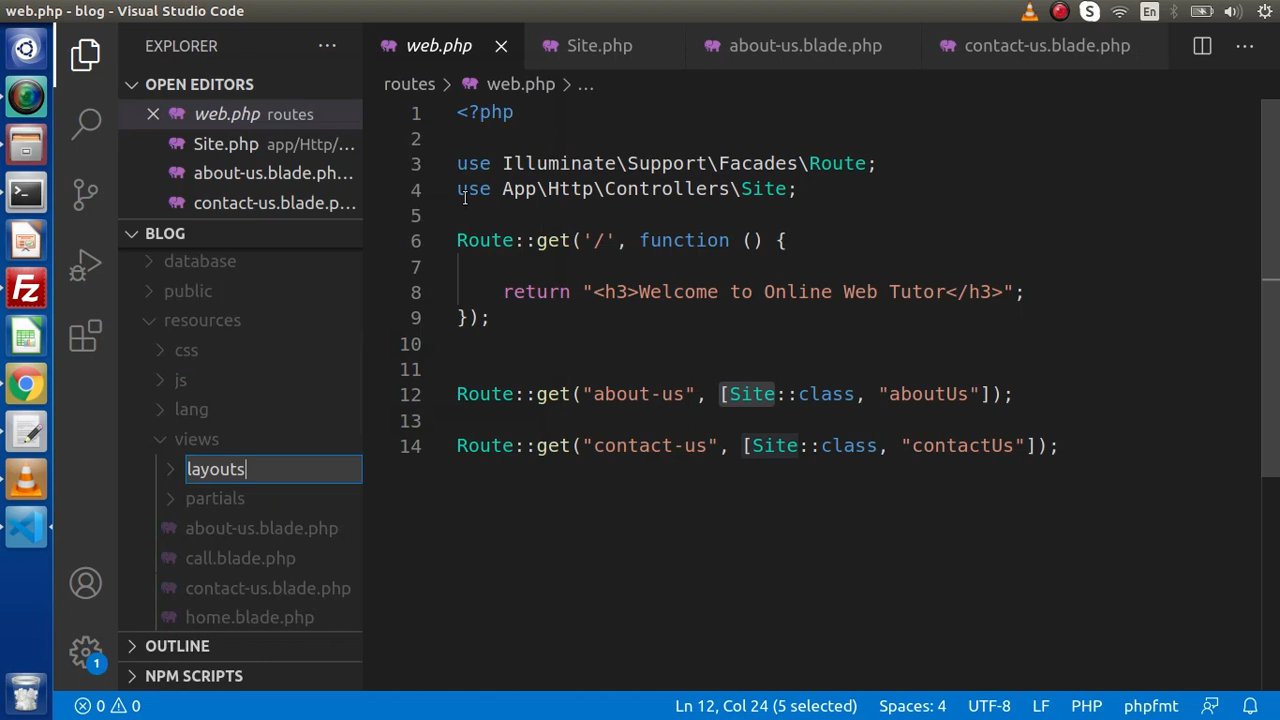 web.php - blog - Visual Studio Code
S
En
EXPLORER ...
OPEN EDITORS
web.php routes
Site.php app/Http/...
about-us.blade.ph...
contact-us.blade.p...
BLOG
database
public
resources
css
js
lang
views
layouts
partials
about-us.blade.php
call.blade.php
contact-us.blade.php
home.blade.php
OUTLINE
NPM SCRIPTS
1
web.php Site.php about-us.blade.php contact-us.blade.php ...
routes > web.php > ...
1 <?php
2
3 use Illuminate\Support\Facades\Route;
4 use App\Http\Controllers\Site;
5
6 Route::get('/', function () {
7
8 return "<h3>Welcome to Online Web Tutor</h3>";
9 });
10
11
12 Route::get("about-us", [Site::class, "aboutUs"]);
13
14 Route::get("contact-us", [Site::class, "contactUs"]);
0 0 Ln 12, Col 24 (5 selected) Spaces: 4 UTF-8 LF PHP phpfmt